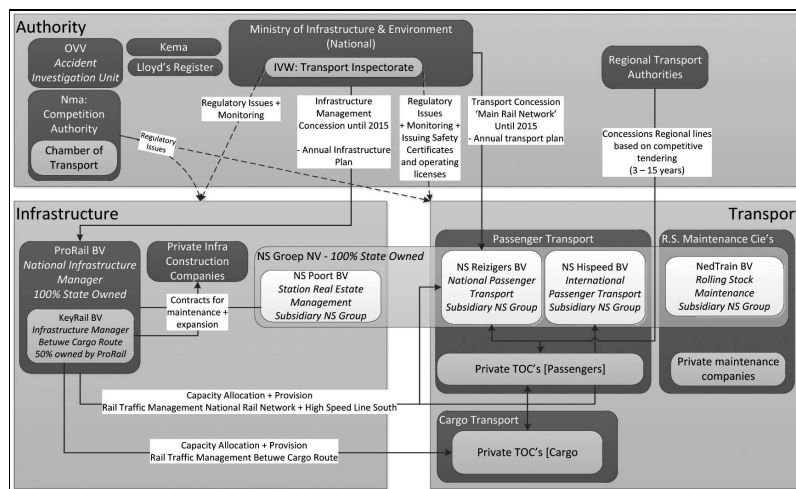 Authority
OVV
Accident
Investigation Unit
Kema
Lloyd's Register
Ministry of Infrastructure & Environment
(National)
IVW: Transport Inspectorate
Regional Transport
Authorities
Nma:
Competition
Authority
Chamber of
Transport
Regulatory
Issues
Regulatory Issues +
Monitoring
Infrastructure
Management
Concession until 2015
- Annual Infrastructure
Plan
Regulatory
Issues
+ Monitoring +
Issuing Safety
Certificates
and operating
licenses
Transport Concession
'Main Rail Network'
Until 2015
- Annual transport plan
Concessions Regional lines
based on competitive
tendering
(3 – 15 years)
Infrastructure
ProRail BV
National Infrastructure
Manager
100% State Owned
KeyRail BV
Infrastructure Manager
Betuwe Cargo Route
50% owned by ProRail
Private Infra
Construction
Companies
Contracts for
maintenance +
expansion
NS Groep NV - 100% State Owned
NS Poort BV
Station Real Estate
Management
Subsidiary NS Group
Transport
Passenger Transport
NS Reizigers BV
National Passenger
Transport
Subsidiary NS Group
NS Hispeed BV
International
Passenger Transport
Subsidiary NS Group
R.S. Maintenance Cie's
NedTrain BV
Rolling Stock
Maintenance
Subsidiary NS Group
Private TOC's [Passengers]
Private maintenance
companies
Capacity Allocation + Provision
Rail Traffic Management National Rail Network + High Speed Line South
Cargo Transport
Private TOC's [Cargo
Capacity Allocation + Provision
Rail Traffic Management Betuwe Cargo Route